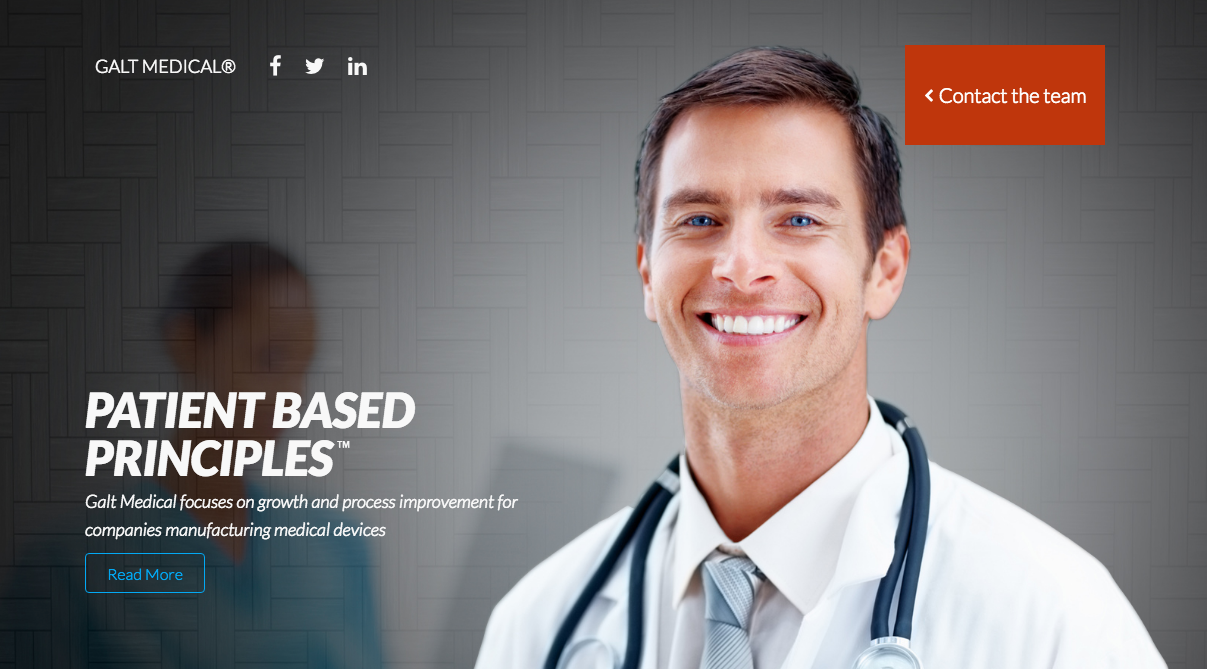 GALT MEDICAL®
Contact the team
PATIENT BASED
PRINCIPLES™
Galt Medical focuses on growth and process improvement for
companies manufacturing medical devices
Read More